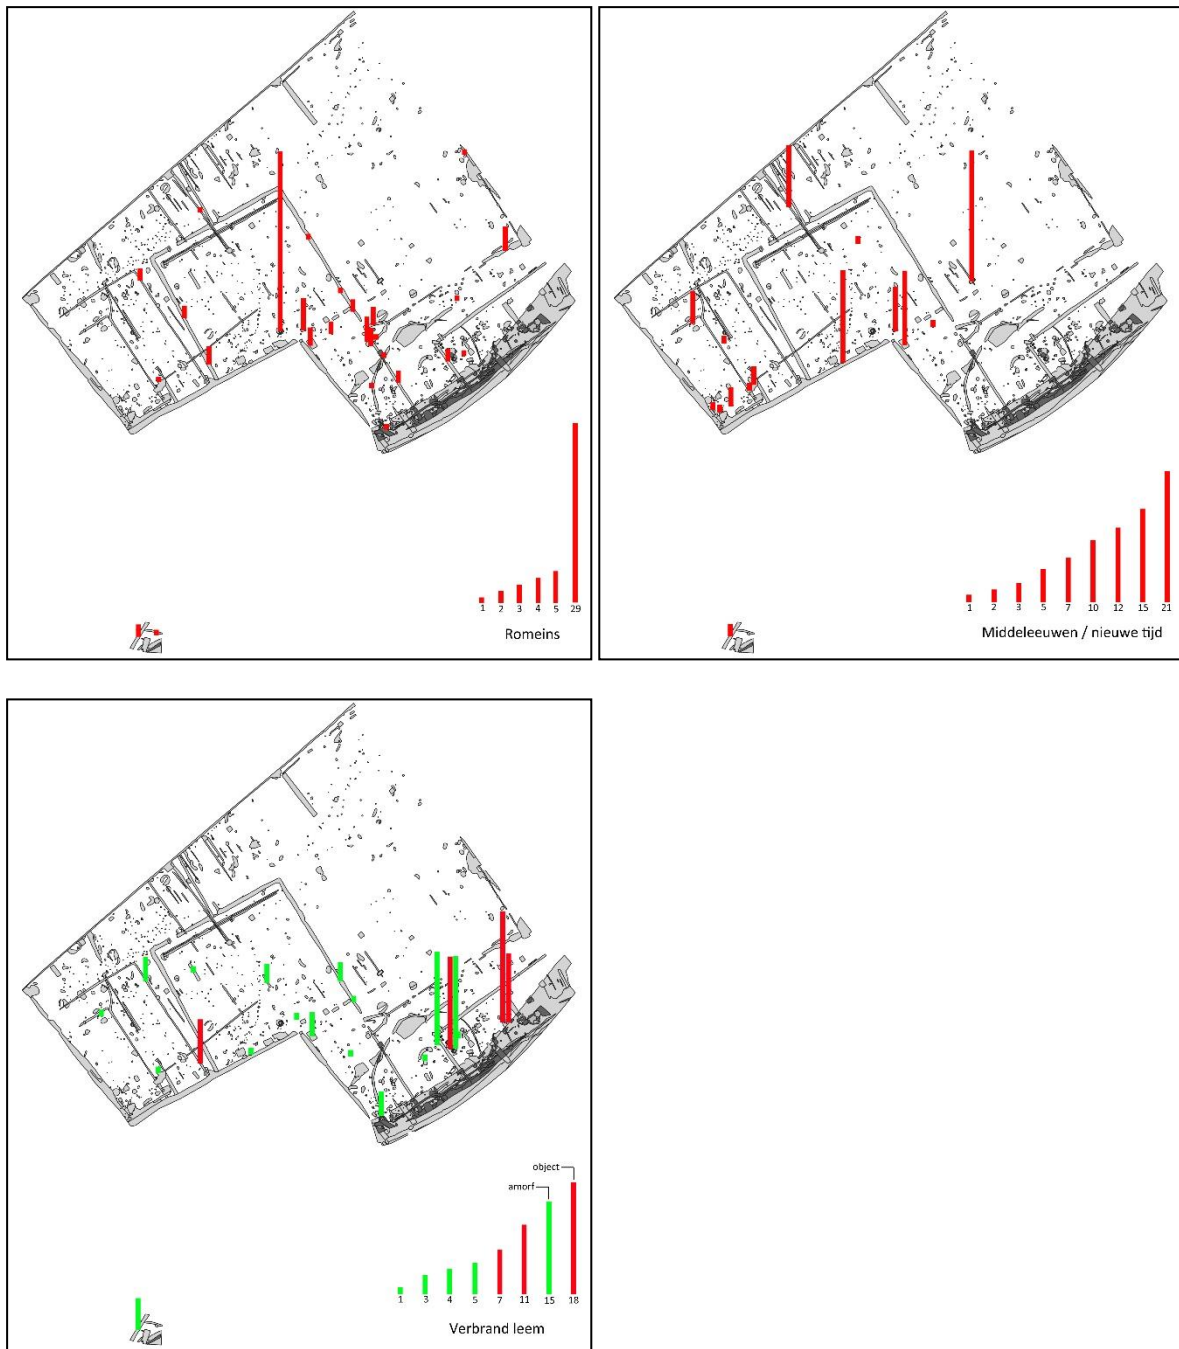 1 2 3 4 5 29
Romeins
1 2 3 5 7 10 12 15 21
Middeleeuwen / nieuwe tijd
object
amorf
1 3 4 5 7 11 15 18
Verbrand leem